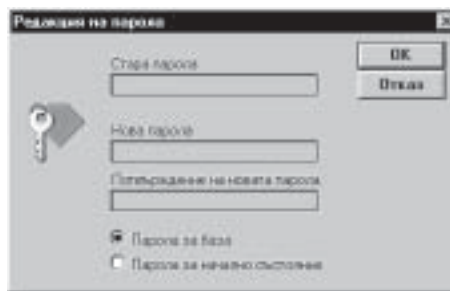 Редакция на парола
Стара парола
OK
Отказ
Нова парола
Потвърждение на новата парола
Парола за база
Парола за начално състояние